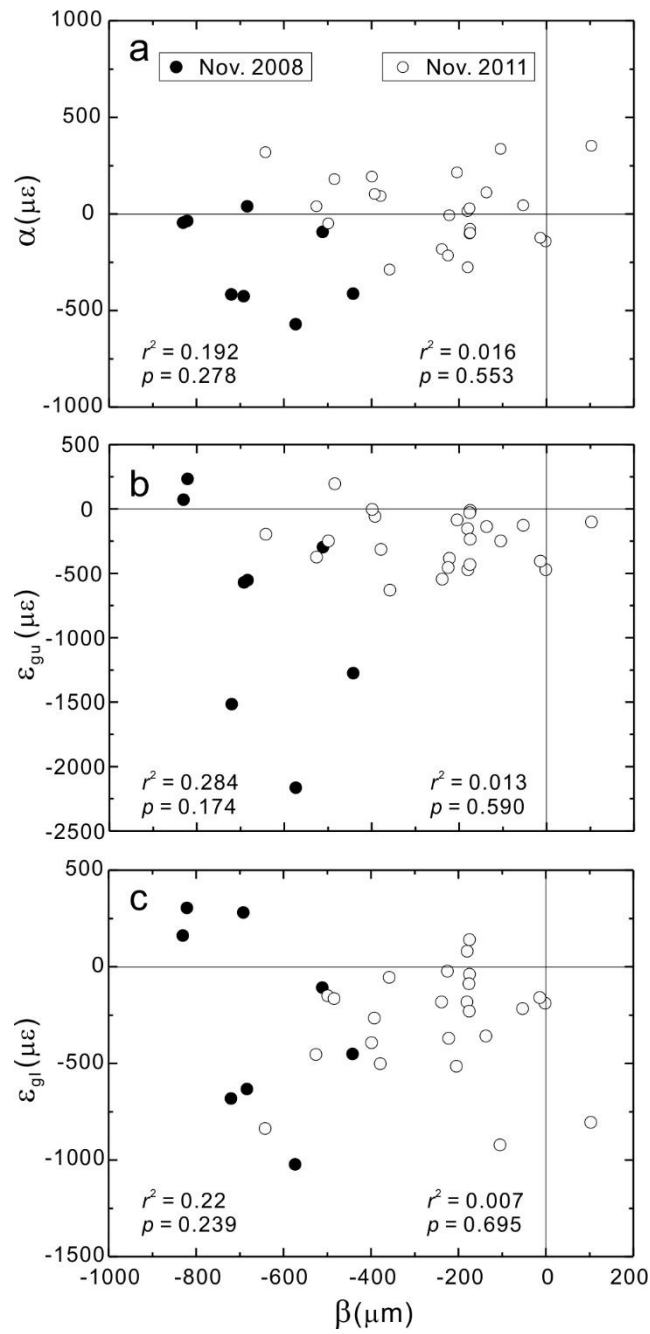 1000
a
Nov. 2008
Nov. 2011
500
0
-500
-1000
α(με)
r² = 0.192
p = 0.278
r² = 0.016
p = 0.553
500
b
0
-500
-1000
-1500
-2000
-2500
εgu(με)
r² = 0.284
p = 0.174
r² = 0.013
p = 0.590
500
c
0
-500
-1000
-1500
εgl(με)
r² = 0.22
p = 0.239
r² = 0.007
p = 0.695
-1000 -800 -600 -400 -200 0 200
β(μm)